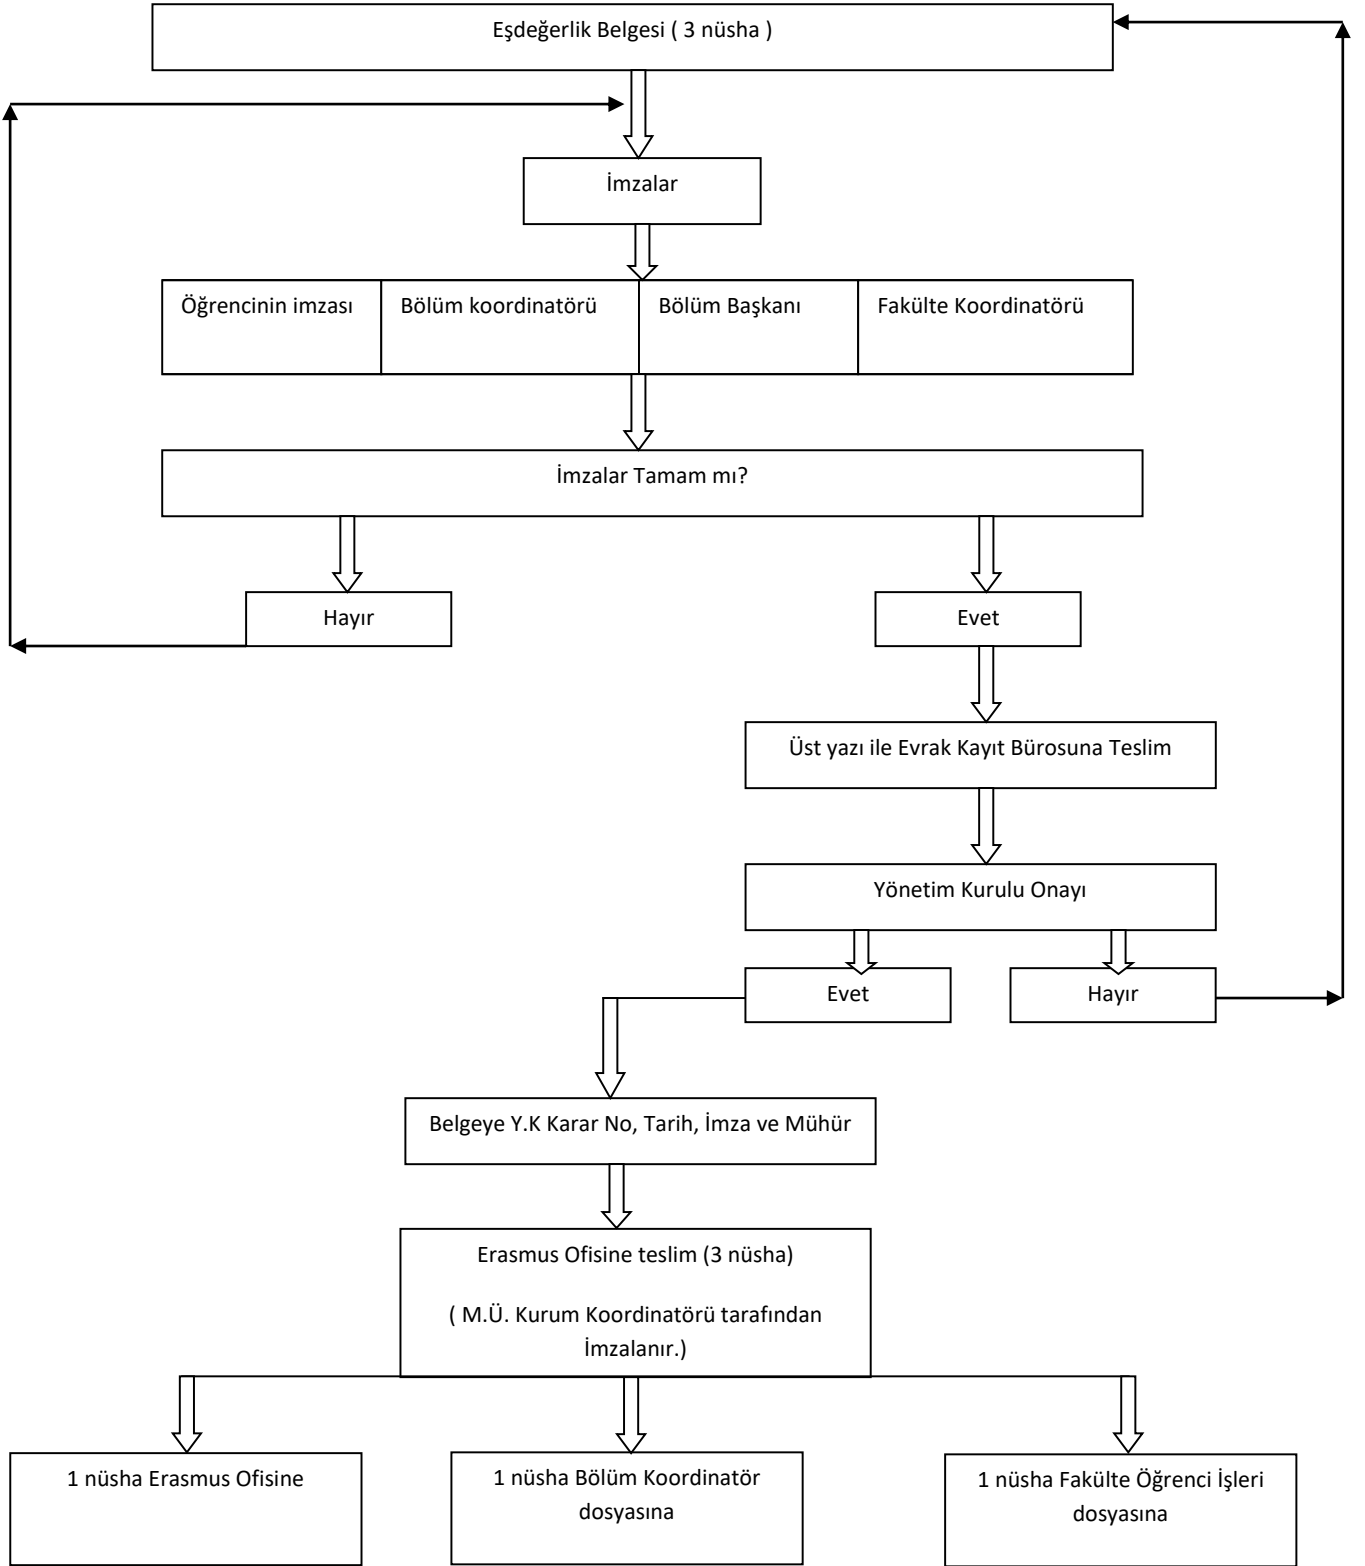 Eşdeğerlik Belgesi ( 3 nüsha )
İmzalar
Öğrencinin imzası
Bölüm koordinatörü
Bölüm Başkanı
Fakülte Koordinatörü
İmzalar Tamam mı?
Hayır
Evet
Üst yazı ile Evrak Kayıt Bürosuna Teslim
Yönetim Kurulu Onayı
Evet
Hayır
Belgeye Y.K Karar No, Tarih, İmza ve Mühür
Erasmus Ofisine teslim (3 nüsha)
( M.Ü. Kurum Koordinatörü tarafından
İmzalanır.)
1 nüsha Erasmus Ofisine
1 nüsha Bölüm Koordinatör
dosyasına
1 nüsha Fakülte Öğrenci İşleri
dosyasına